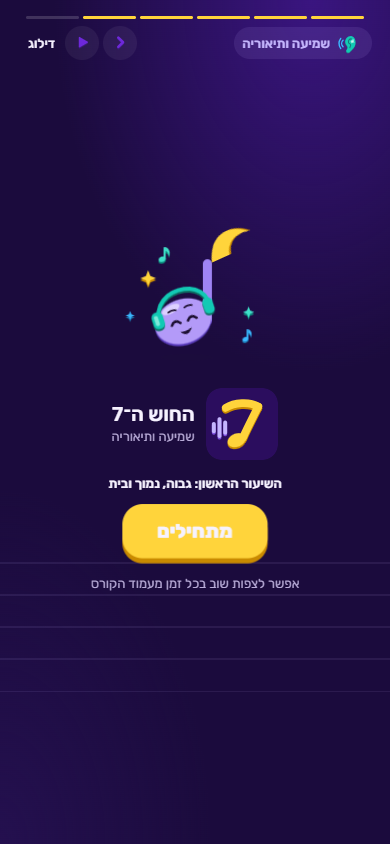 שמיעה ותיאוריה
דילוג
החוש ה־7
שמיעה ותיאוריה
השיעור הראשון: גבוה, נמוך ובית
מתחילים
אפשר לצפות שוב בכל זמן מעמוד הקורס